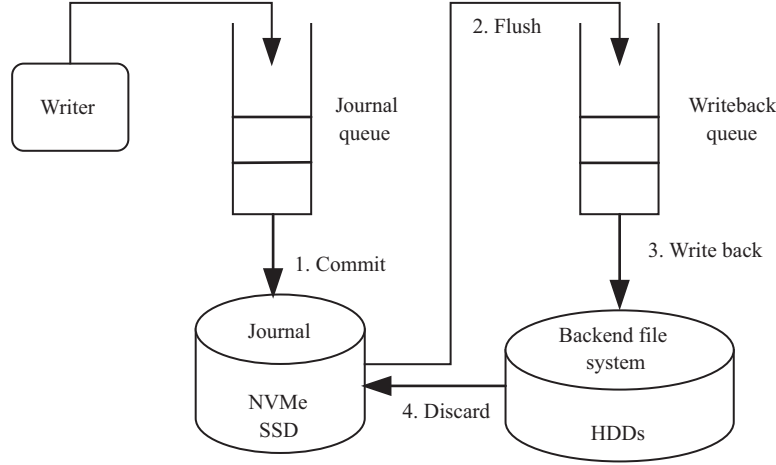 2. Flush
Writer
Journal
queue
Writeback
queue
1. Commit
3. Write back
Journal
NVMe
SSD
4. Discard
Backend file
system
HDDs